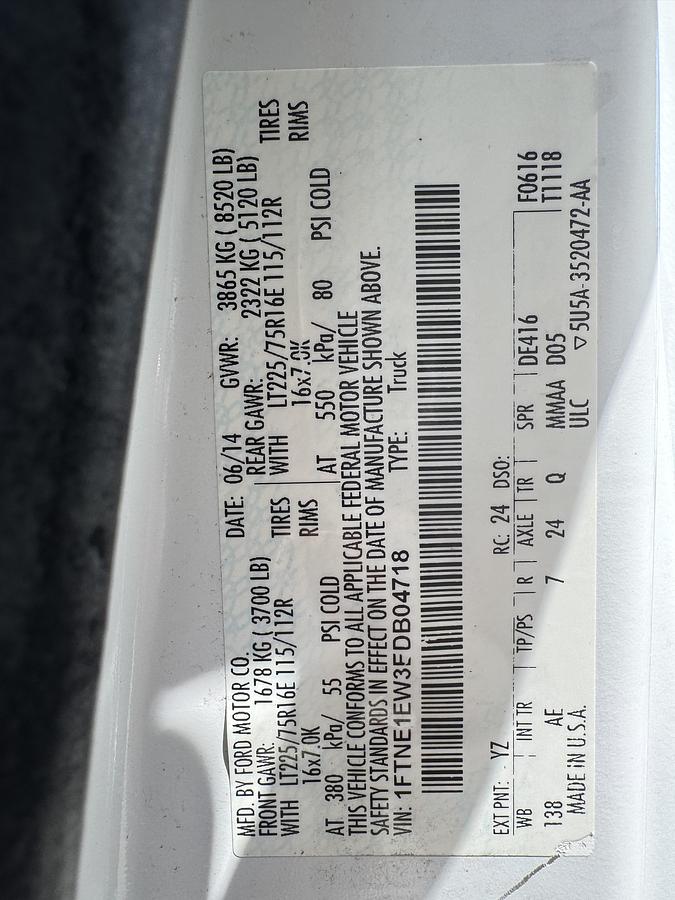 MFD. BY FORD MOTOR CO. DATE: 06/14 GVWR: 3865 KG ( 8520 LB)
FRONT GAWR: 1678 KG ( 3700 LB) REAR GAWR: 2322 KG ( 5120 LB)
WITH LT225/75R16E 115/112R TIRES WITH LT225/75R16E 115/112R TIRES
16x7.0K RIMS 16x7.0K RIMS
AT 380 kPa/ 55 PSI COLD AT 550 kPa/ 80 PSI COLD
THIS VEHICLE CONFORMS TO ALL APPLICABLE FEDERAL MOTOR VEHICLE
SAFETY STANDARDS IN EFFECT ON THE DATE OF MANUFACTURE SHOWN ABOVE.
VIN: 1FTNE1EW3EDB04718 TYPE: Truck
EXT PNT: YZ RC: 24 DSO:
WB INT TR TP/PS R AXLE TR SPR DE416 F0616
138 AE 7 24 Q MMAA D05 T1118
MADE IN U.S.A. ULC ▽5U5A-3520472-AA